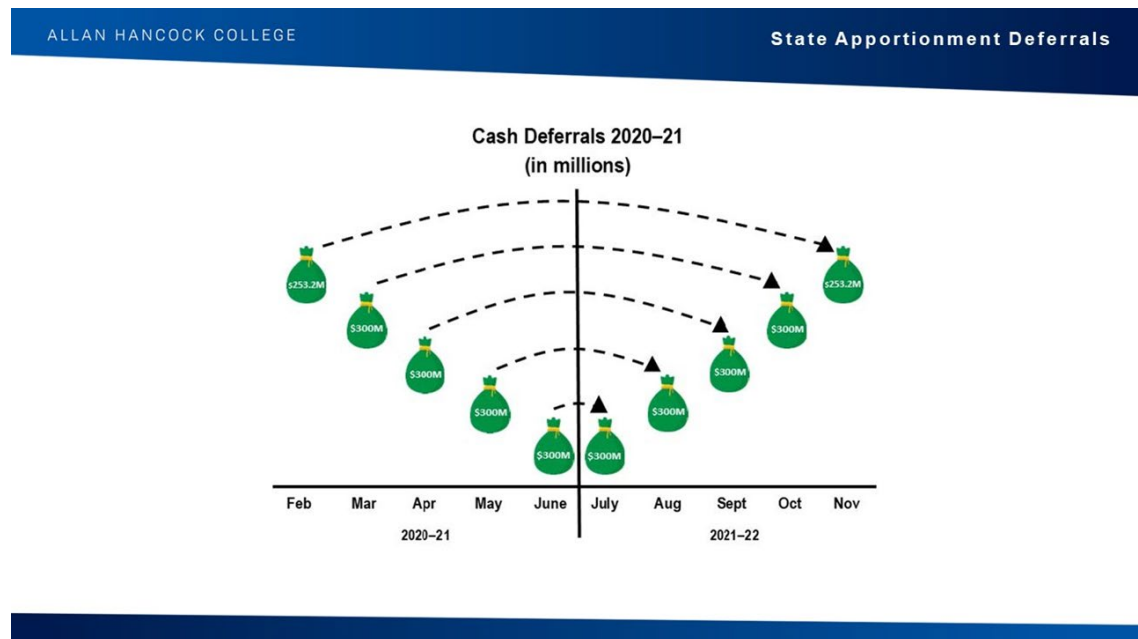 ALLAN HANCOCK COLLEGE
State Apportionment Deferrals
Cash Deferrals 2020–21
(in millions)
$253.2M
$253.2M
$300M
$300M
$300M
$300M
$300M
$300M
$300M
$300M
Feb Mar Apr May June July Aug Sept Oct Nov
2020–21 2021–22